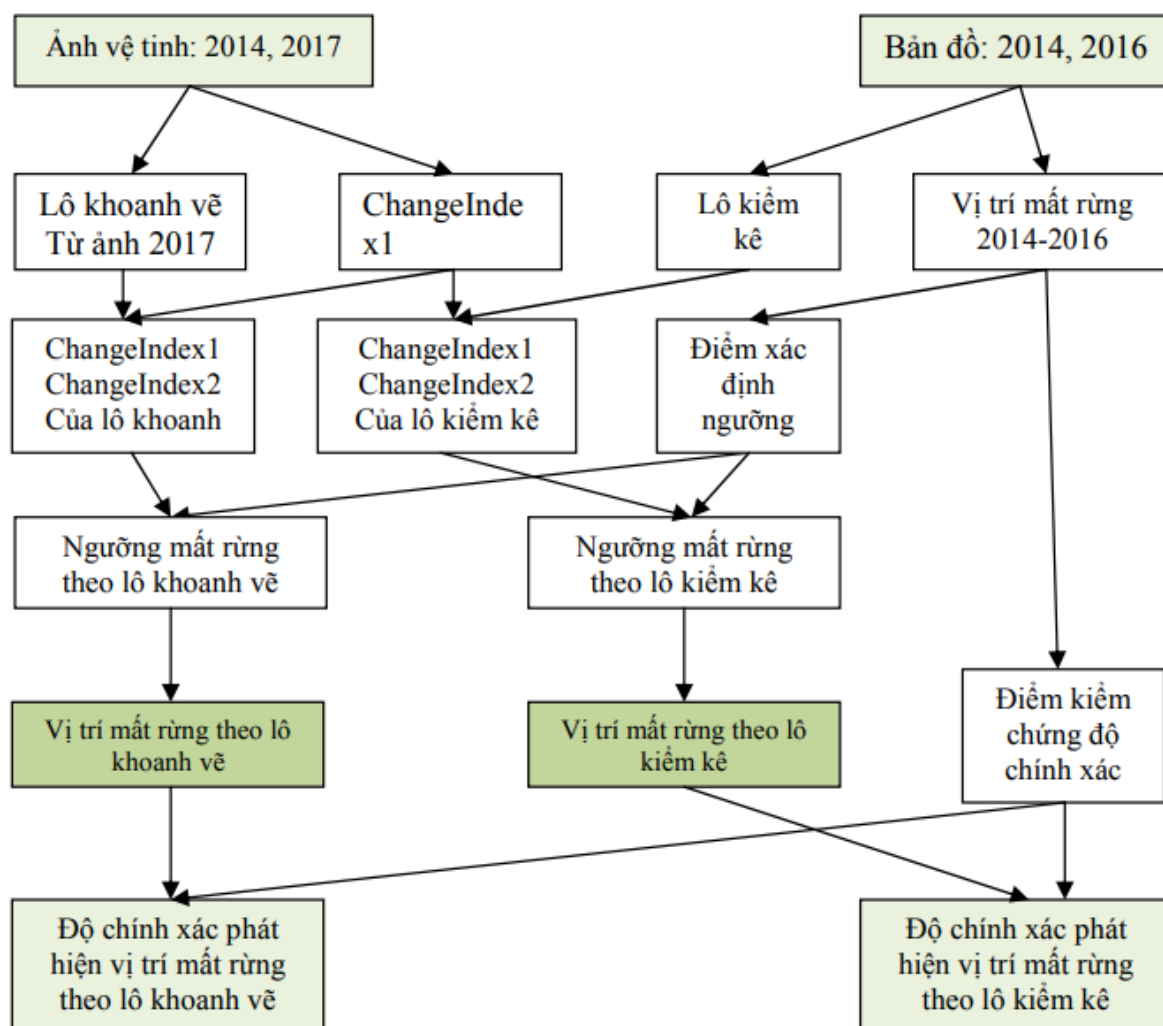 Ảnh vệ tinh: 2014, 2017
Bản đồ: 2014, 2016
Lô khoanh vẽ
Từ ảnh 2017
ChangeInde
x1
Lô kiểm
kê
Vị trí mất rừng
2014-2016
ChangeIndex1
ChangeIndex2
Của lô khoanh
ChangeIndex1
ChangeIndex2
Của lô kiểm kê
Điểm xác
định
ngưỡng
Ngưỡng mất rừng
theo lô khoanh vẽ
Ngưỡng mất rừng
theo lô kiểm kê
Vị trí mất rừng theo lô
khoanh vẽ
Vị trí mất rừng theo lô
kiểm kê
Điểm kiểm
chứng độ
chính xác
Độ chính xác phát
hiện vị trí mất rừng
theo lô khoanh vẽ
Độ chính xác phát
hiện vị trí mất rừng
theo lô kiểm kê